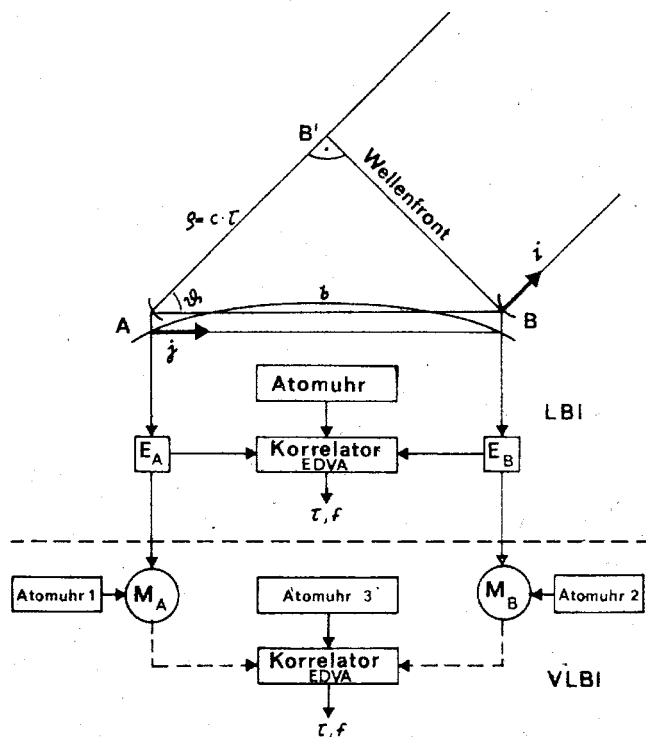 B'
Wellenfront
ρ= c·τ
i
ϑ
b
A
B
j
Atomuhr
LBI
E_A
Korrelator
EDVA
E_B
τ, f
Atomuhr 1
M_A
Atomuhr 3
M_B
Atomuhr 2
Korrelator
EDVA
VLBI
τ, f